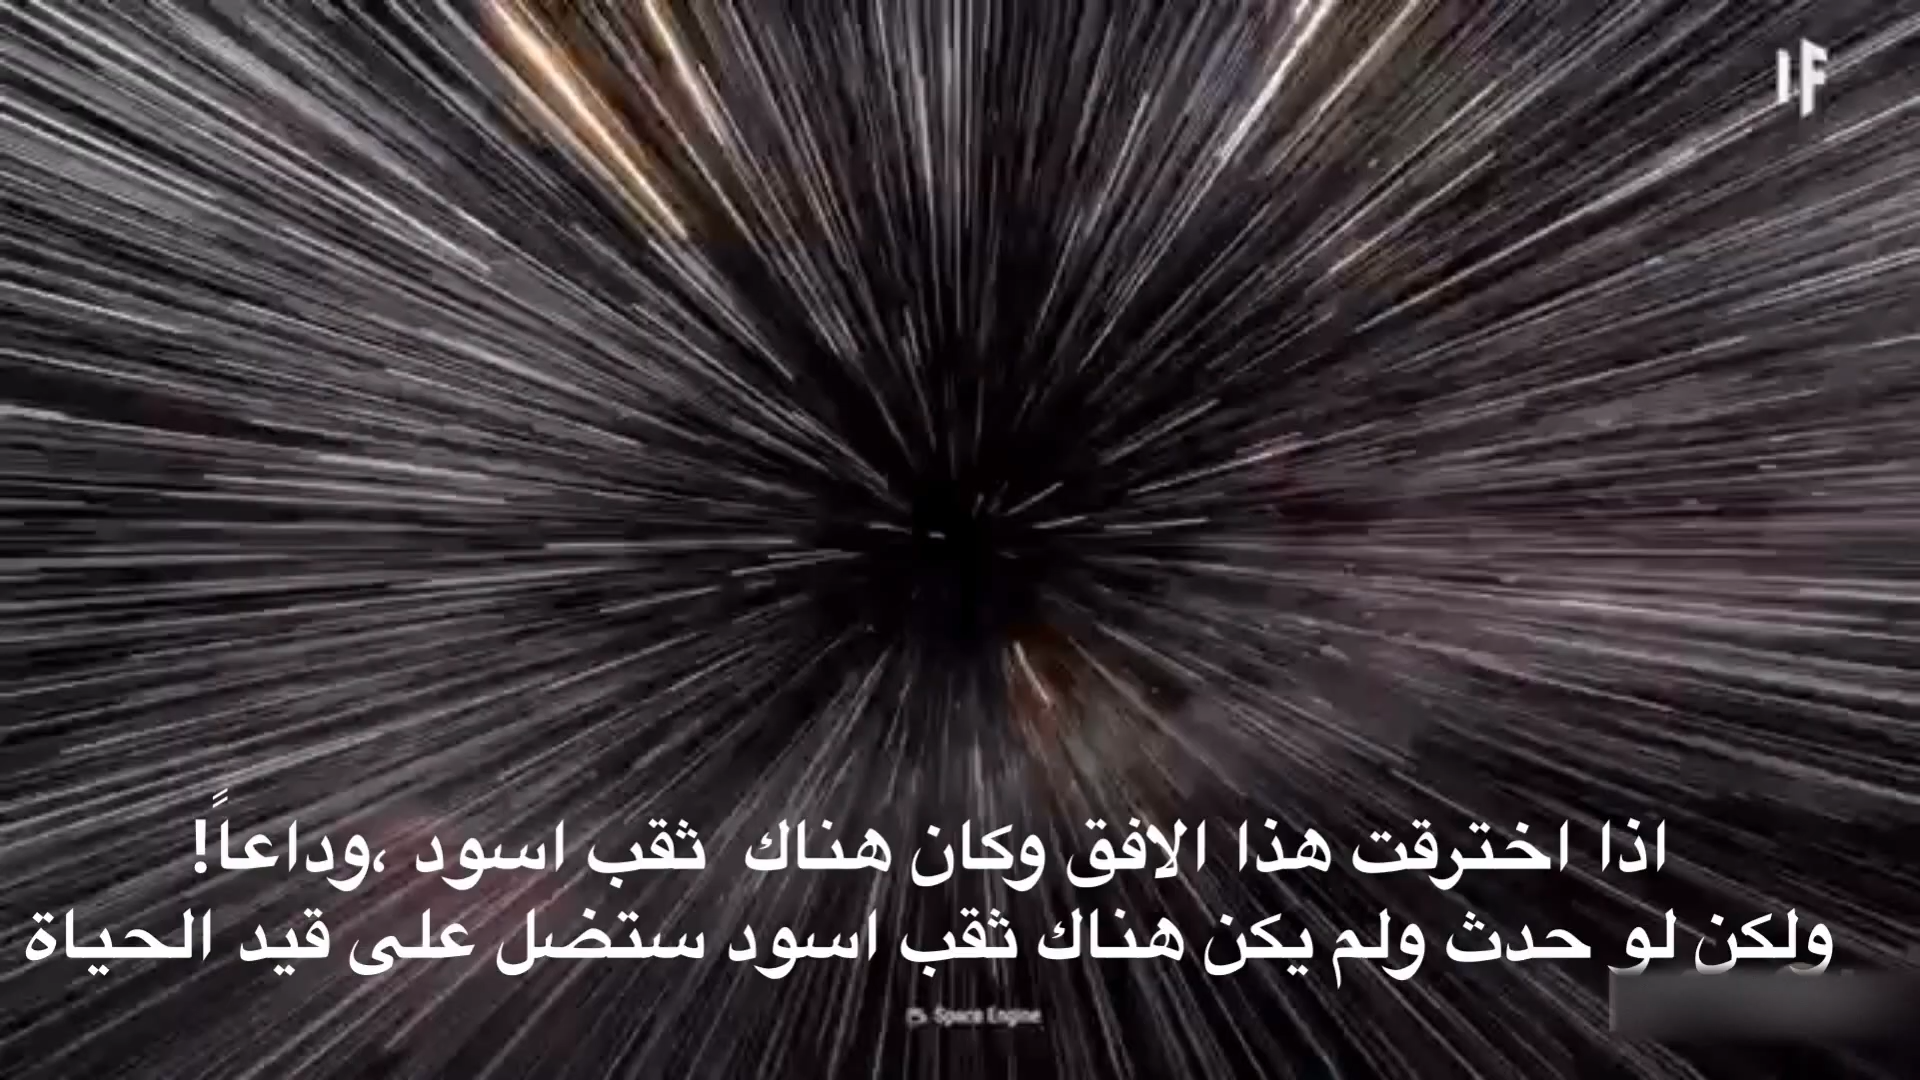 IF
اذا اخترقت هذا الافق وكان هناك ثقب اسود ،وداعاً!
ولكن لو حدث ولم يكن هناك ثقب اسود ستضل على قيد الحياة
Space Engine